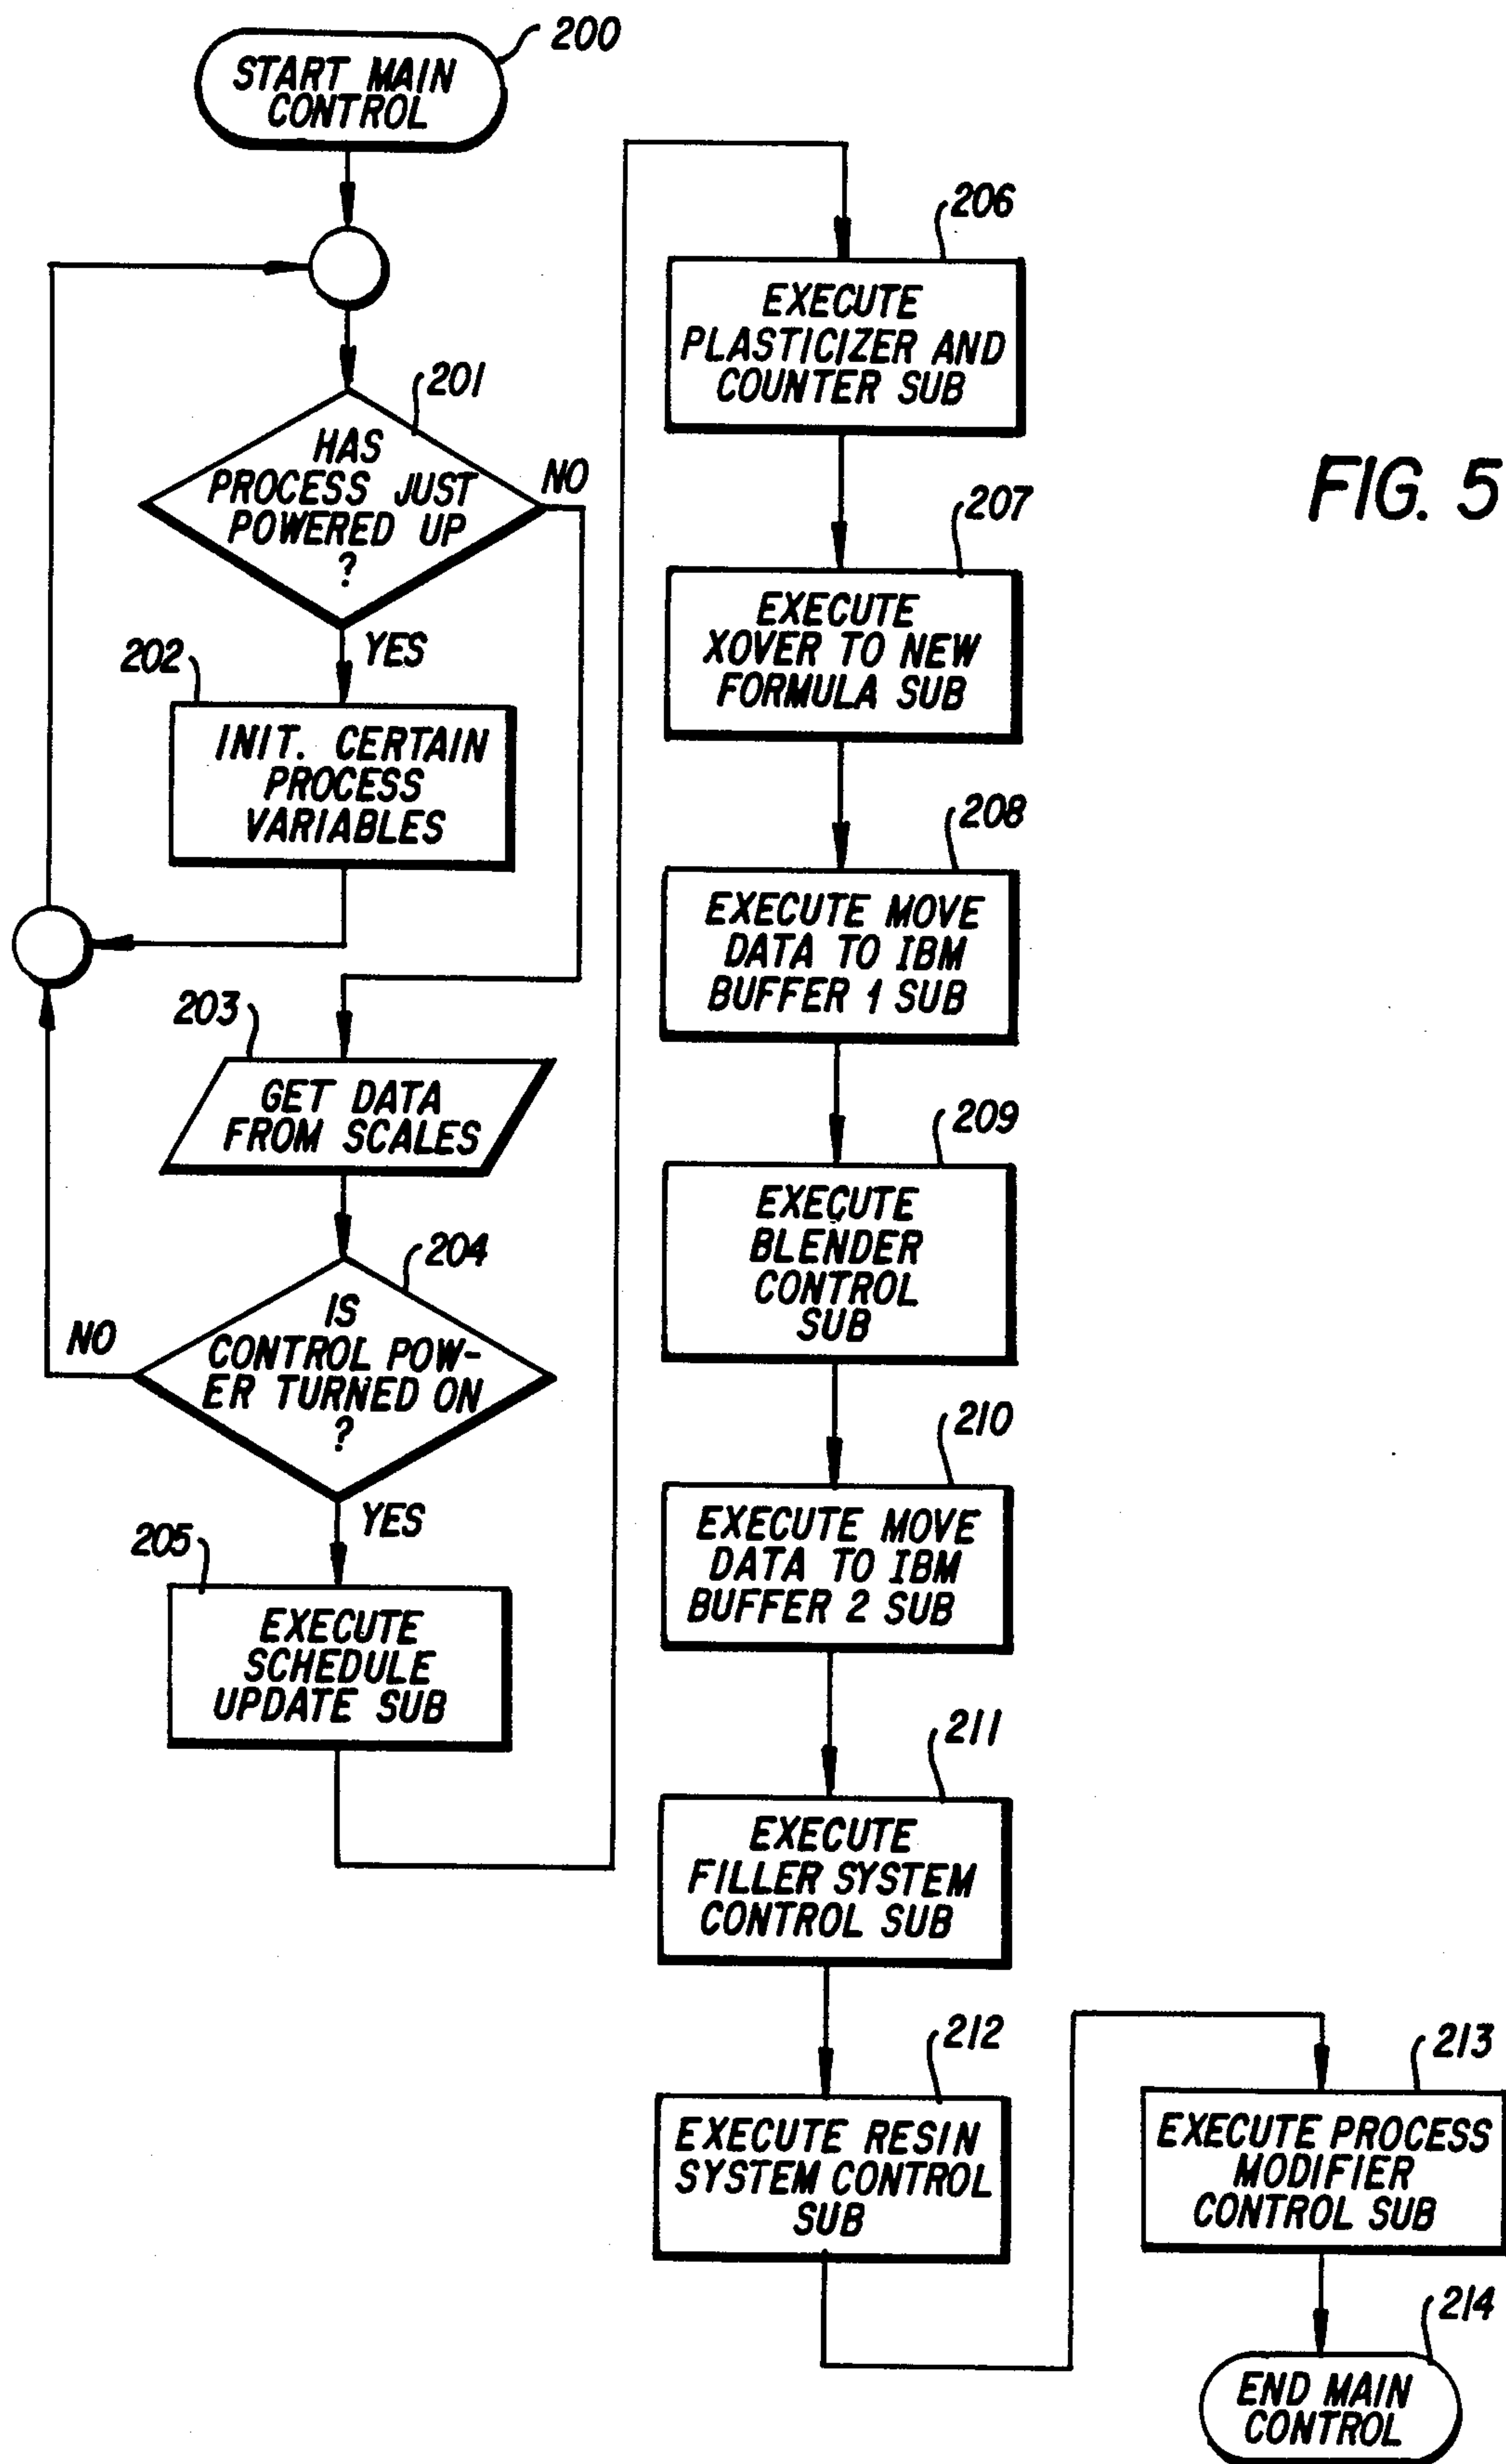 200
START MAIN
CONTROL
201
HAS
PROCESS JUST
POWERED UP
?
NO
YES
202
INIT. CERTAIN
PROCESS
VARIABLES
203
GET DATA
FROM SCALES
204
IS
CONTROL POW-
ER TURNED ON
?
NO
YES
205
EXECUTE
SCHEDULE
UPDATE SUB
206
EXECUTE
PLASTICIZER AND
COUNTER SUB
207
EXECUTE
XOVER TO NEW
FORMULA SUB
208
EXECUTE MOVE
DATA TO IBM
BUFFER 1 SUB
209
EXECUTE
BLENDER
CONTROL
SUB
210
EXECUTE MOVE
DATA TO IBM
BUFFER 2 SUB
211
EXECUTE
FILLER SYSTEM
CONTROL SUB
212
EXECUTE RESIN
SYSTEM CONTROL
SUB
213
EXECUTE PROCESS
MODIFIER
CONTROL SUB
214
END MAIN
CONTROL
FIG. 5